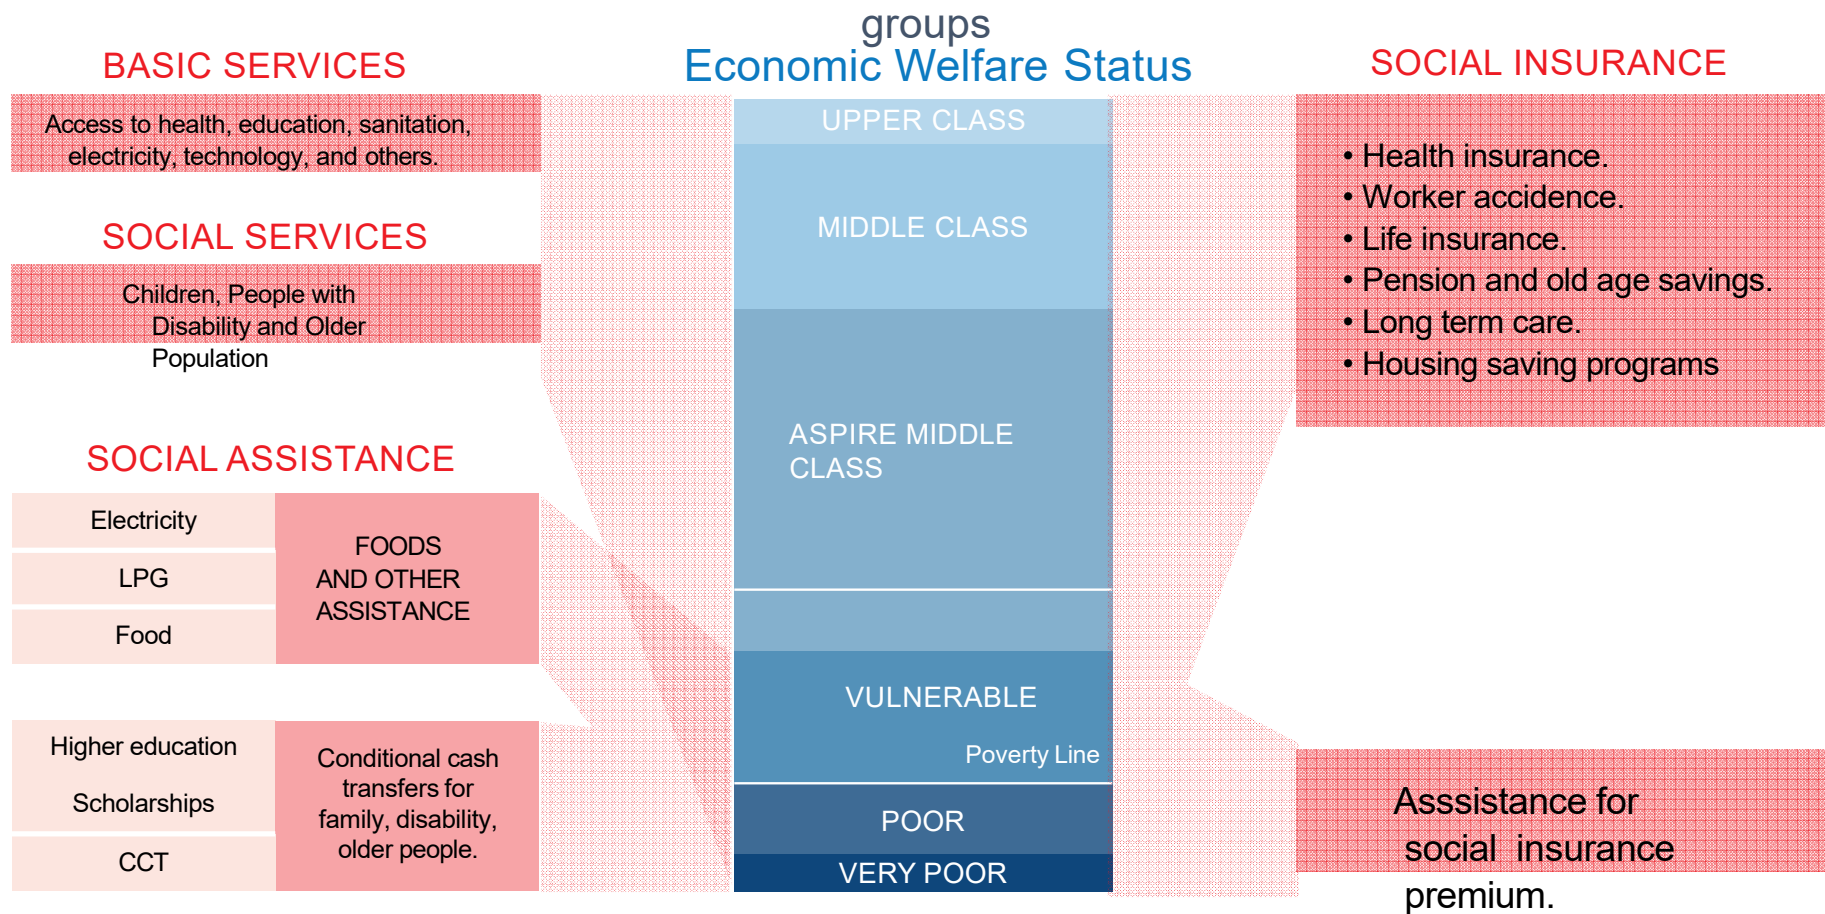 groups
Economic Welfare Status
BASIC SERVICES
Access to health, education, sanitation,
electricity, technology, and others.
SOCIAL SERVICES
Children, People with
Disability and Older
Population
SOCIAL ASSISTANCE
Electricity
LPG
Food
FOODS
AND OTHER
ASSISTANCE
Higher education
Scholarships
CCT
Conditional cash
transfers for
family, disability,
older people.
UPPER CLASS
MIDDLE CLASS
ASPIRE MIDDLE
CLASS
VULNERABLE
Poverty Line
POOR
VERY POOR
SOCIAL INSURANCE
• Health insurance.
• Worker accidence.
• Life insurance.
• Pension and old age savings.
• Long term care.
• Housing saving programs
Asssistance for
social insurance
premium.